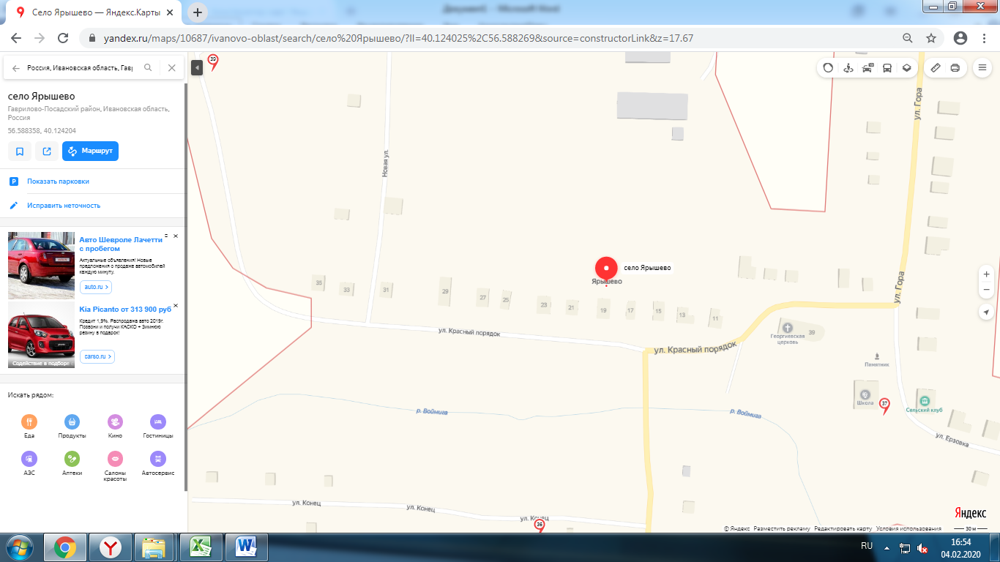 Село Ярышево — Яндекс.Карты
Документ1 - Microsoft Word
yandex.ru/maps/10687/ivanovo-oblast/search/село%20Ярышево/?ll=40.124025%2C56.588269&source=constructorLink&z=17.67
Россия, Ивановская область, Гав
село Ярышево
Гаврилово-Посадский район, Ивановская область,
Россия
56.588358, 40.124204
Маршрут
P
Показать парковки
Исправить неточность
Авто Шевроле Лачетти
с пробегом
Актуальные объявления! Новые
предложения о продаже автомобилей
каждую минуту.
auto.ru
Kia Picanto от 313 900 руб
Кредит 1,9%. Распродажа авто 2019г.
Позвони и получи КАСКО + Зимнюю
резину в подарок!
carso.ru
Содействие в подборе
Искать рядом:
Еда
Продукты
Кино
Гостиницы
АЗС
Аптеки
Салоны
красоты
Автосервис
39
Новая ул.
ул. Гора
ул. Гора
село Ярышево
Ярышево
35
33
31
29
27
25
23
21
19
17
15
13
11
ул. Красный порядок
ул. Красный порядок
Георгиевская
церковь
39
Памятник
Школа
37
Сельский клуб
р. Воймига
р. Воймига
ул. Ерзовка
ул. Конец
ул. Конец
ул. Конец
36
Яндекс
© Яндекс Разместить рекламу Редактировать карту Условия использования
30 м
RU
16:54
04.02.2020